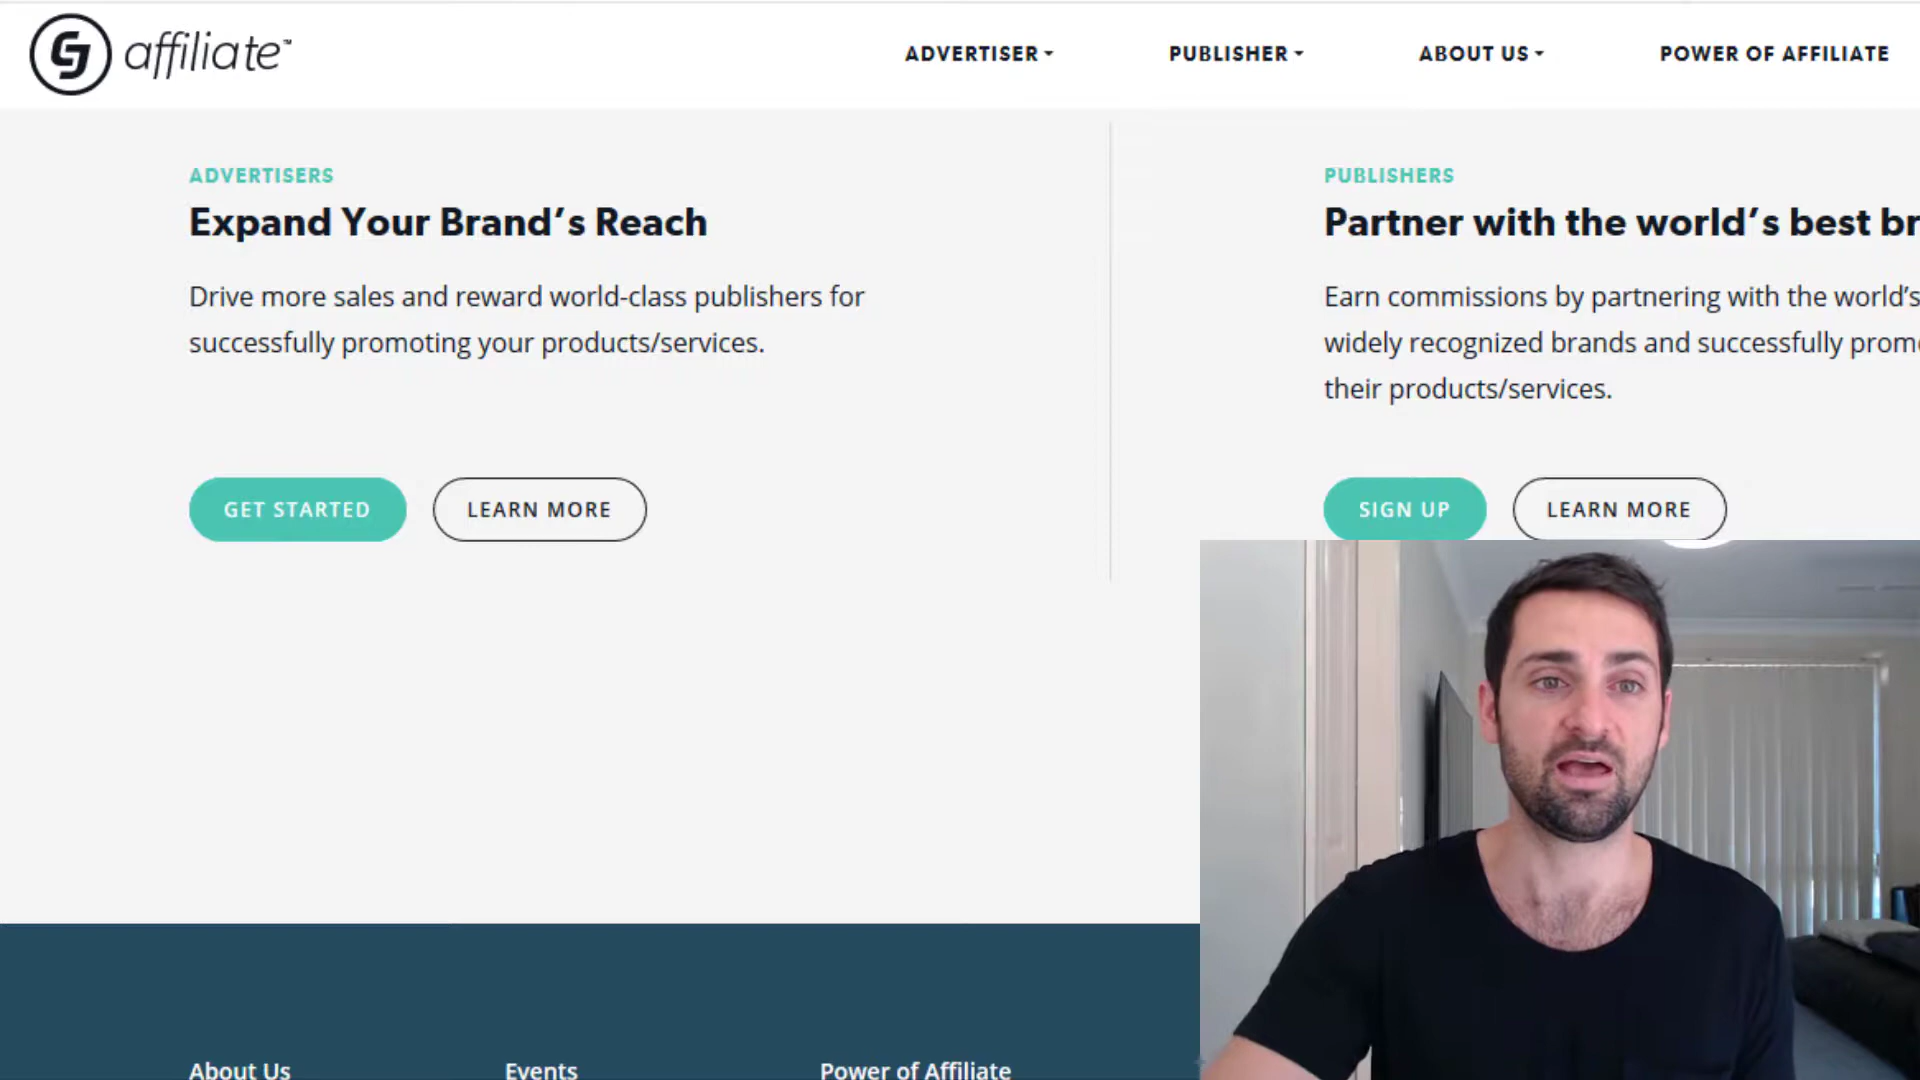 CJ affiliate™
ADVERTISER
PUBLISHER
ABOUT US
POWER OF AFFILIATE
ADVERTISERS
Expand Your Brand’s Reach
Drive more sales and reward world-class publishers for
successfully promoting your products/services.
GET STARTED
LEARN MORE
PUBLISHERS
Partner with the world’s best
Earn commissions by partnering with the world’s
widely recognized brands and successfully
their products/services.
SIGN UP
LEARN MORE
About Us
Events
Power of Affiliate